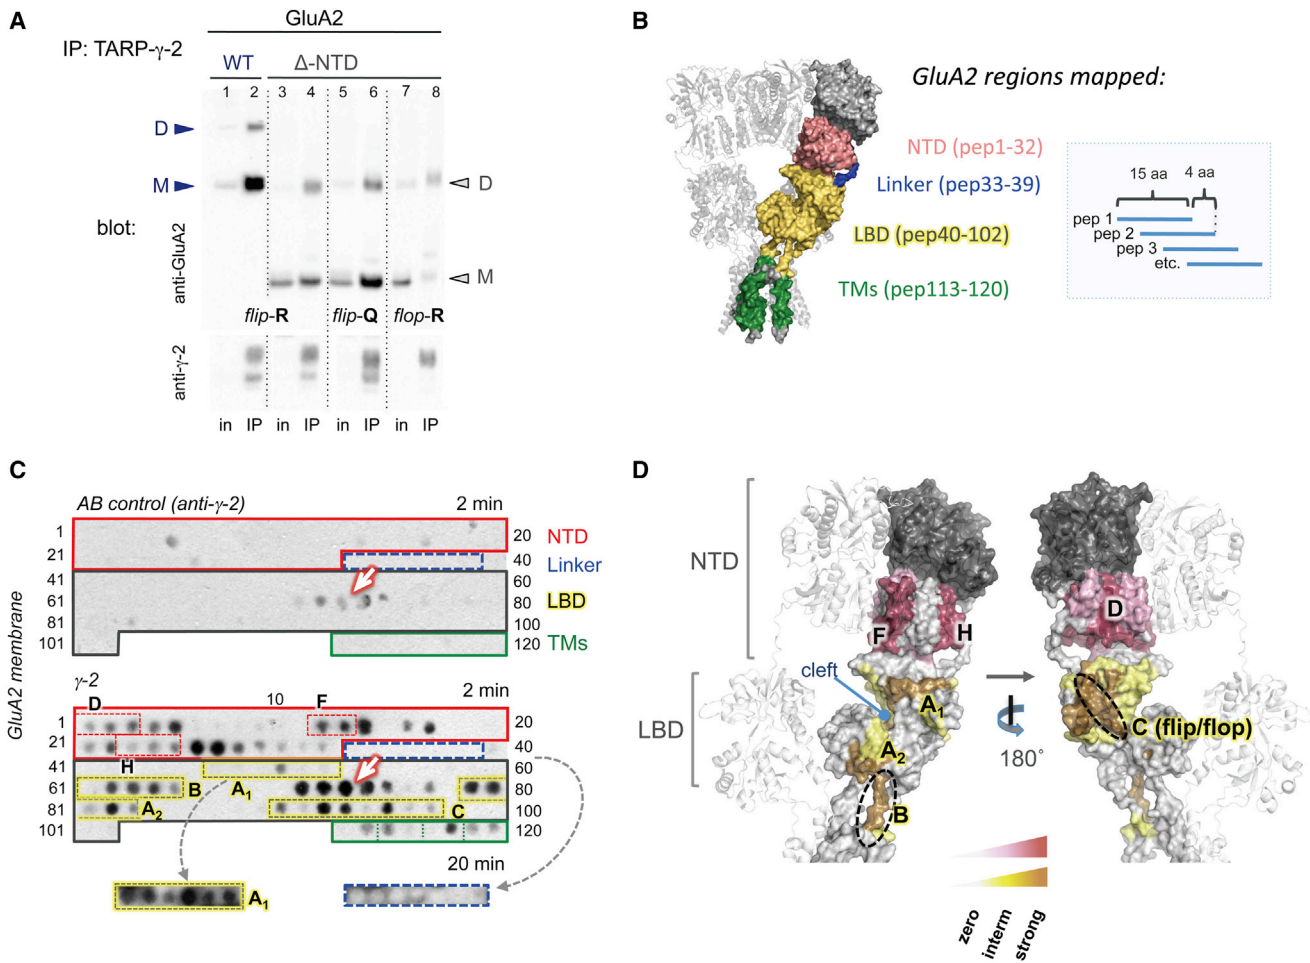 A
GluA2
IP: TARP-γ-2
WT Δ-NTD
1 2 3 4 5 6 7 8
D
M
D
M
blot:
anti-GluA2
flip-R flip-Q flop-R
anti-γ-2
in IP in IP in IP in IP
B
GluA2 regions mapped:
NTD (pep1-32)
Linker (pep33-39)
LBD (pep40-102)
TMs (pep113-120)
15 aa 4 aa
pep 1
pep 2
pep 3
etc.
C
AB control (anti-γ-2) 2 min
1 20 NTD
21 40 Linker
41 60
61 80 LBD
81 100
101 120 TMs
GluA2 membrane
γ-2 10 2 min
D F
1 20
21 40
H
41 60
A1
61 B 80
81 A2 C 100
101 120
20 min
A1
D
NTD
F H
D
cleft
A1
LBD
A2
B
C (flip/flop)
180°
zero
interm
strong